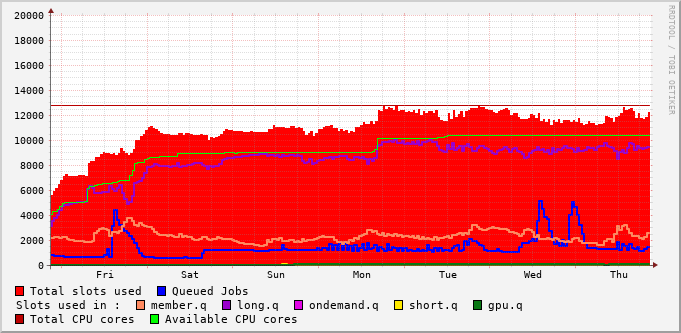 20000
18000
16000
14000
12000
10000
8000
6000
4000
2000
0
Fri Sat Sun Mon Tue Wed Thu
RRDTOOL / TOBI OETIKER
Total slots used Queued Jobs
Slots used in : member.q long.q ondemand.q short.q gpu.q
Total CPU cores Available CPU cores